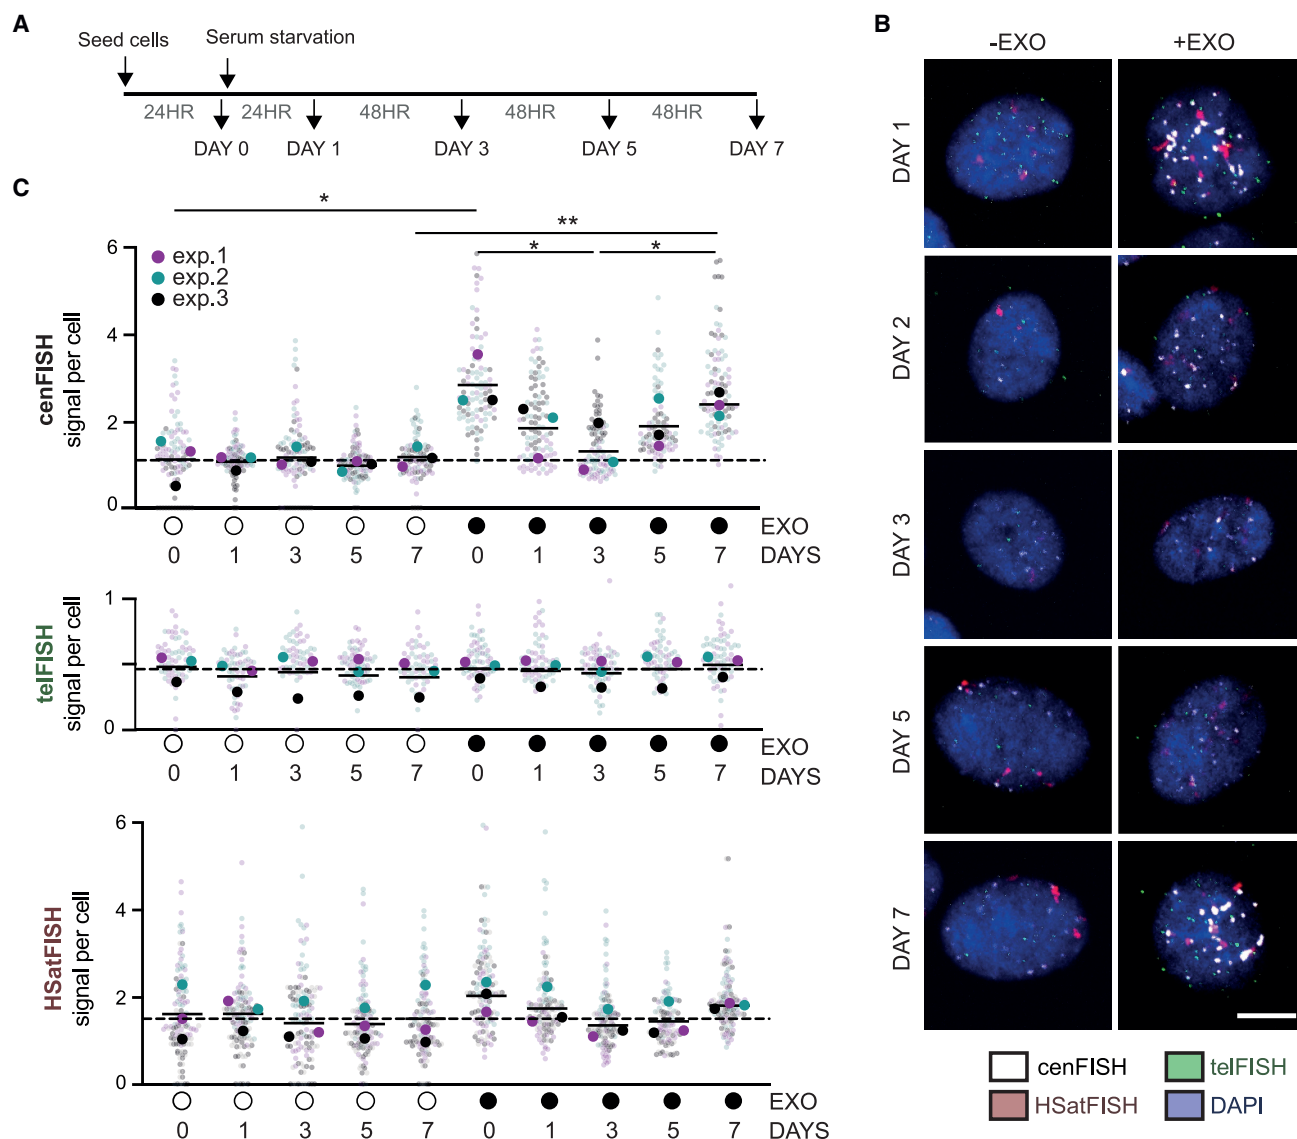 A
Seed cells
Serum starvation
24HR 24HR 48HR 48HR 48HR
DAY 0 DAY 1 DAY 3 DAY 5 DAY 7
C
* ** * *
exp.1
exp.2
exp.3
cenFISH
signal per cell
6
4
2
0
EXO
0 1 3 5 7 0 1 3 5 7 DAYS
telFISH
signal per cell
1
0
EXO
0 1 3 5 7 0 1 3 5 7 DAYS
HSatFISH
signal per cell
6
4
2
0
EXO
0 1 3 5 7 0 1 3 5 7 DAYS
B
-EXO +EXO
DAY 1
DAY 2
DAY 3
DAY 5
DAY 7
cenFISH telFISH
HSatFISH DAPI